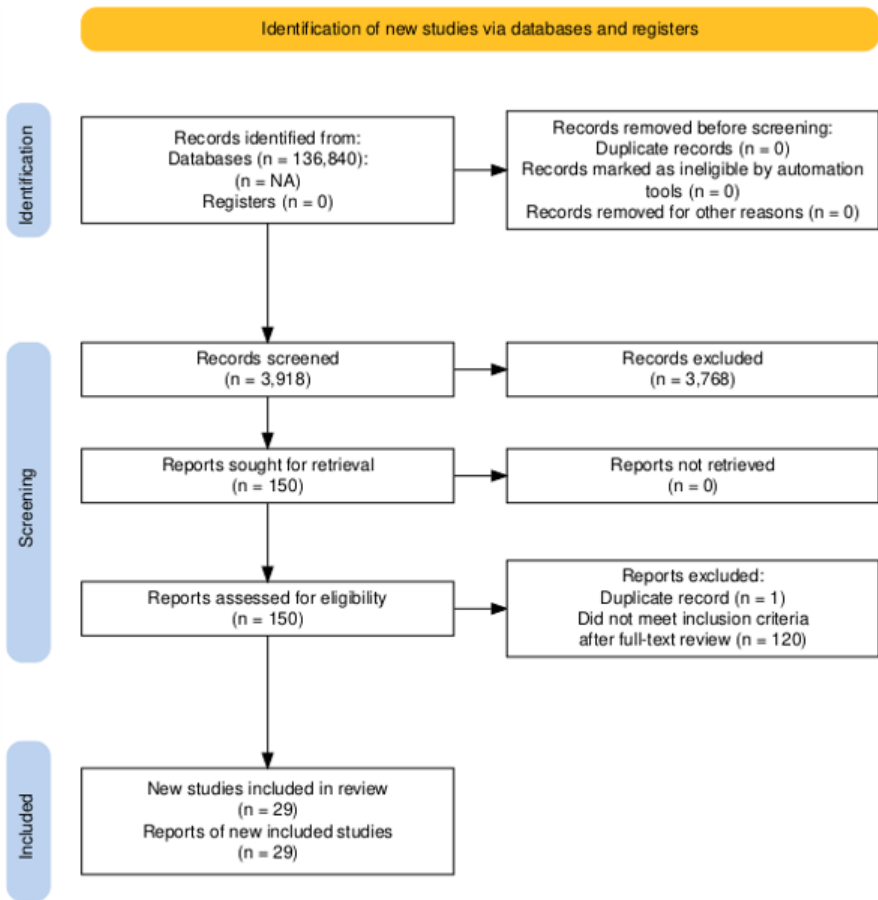 Identification of new studies via databases and registers
Identification
Records identified from:
Databases (n = 136,840):
(n = NA)
Registers (n = 0)
Records removed before screening:
Duplicate records (n = 0)
Records marked as ineligible by automation
tools (n = 0)
Records removed for other reasons (n = 0)
Screening
Records screened
(n = 3,918)
Records excluded
(n = 3,768)
Reports sought for retrieval
(n = 150)
Reports not retrieved
(n = 0)
Reports assessed for eligibility
(n = 150)
Reports excluded:
Duplicate record (n = 1)
Did not meet inclusion criteria
after full-text review (n = 120)
Included
New studies included in review
(n = 29)
Reports of new included studies
(n = 29)